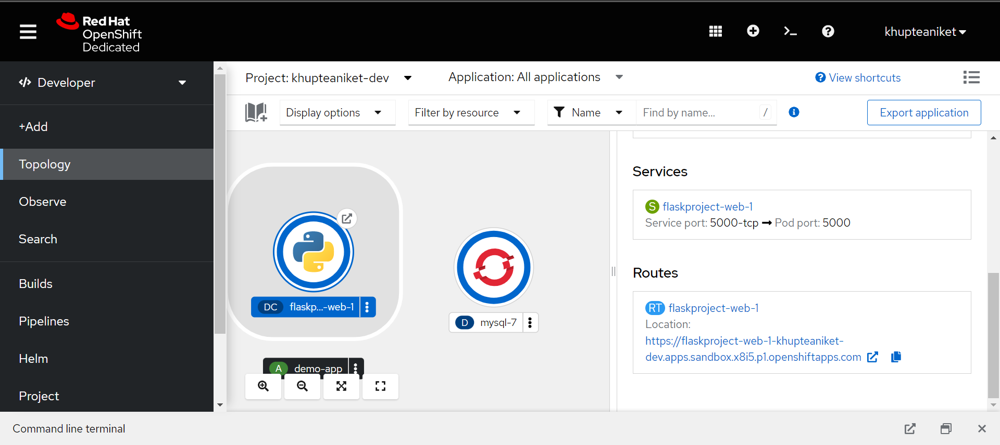 Red Hat
OpenShift
Dedicated
khupteaniket
Developer
+Add
Topology
Observe
Search
Builds
Pipelines
Helm
Project
Project: khupteaniket-dev
Application: All applications
View shortcuts
Display options
Filter by resource
Name
Find by name...
/
Export application
DC flaskp...-web-1
D mysql-7
A demo-app
Services
S flaskproject-web-1
Service port: 5000-tcp → Pod port: 5000
Routes
RT flaskproject-web-1
Location:
https://flaskproject-web-1-khupteaniket-
dev.apps.sandbox.x8i5.p1.openshiftapps.com
Command line terminal